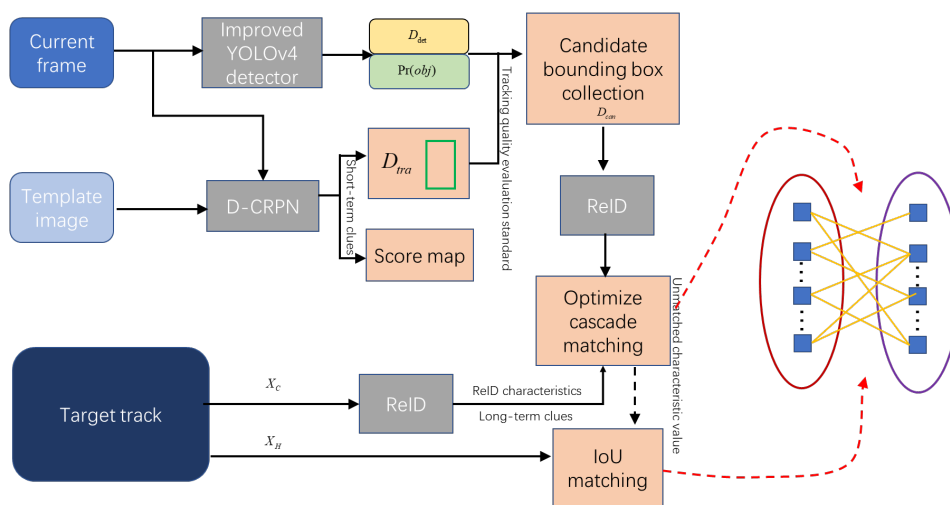 Current
frame
Improved
YOLOv4
detector
D_det
Pr(obj)
Candidate
bounding box
collection
D_can
Tracking quality evaluation standard
Template
image
D-CRPN
Short-term clues
D_tra
Score map
ReID
Optimize
cascade
matching
Unmatched characteristic value
Target track
X_C
ReID
ReID characteristics
Long-term clues
X_H
IoU
matching